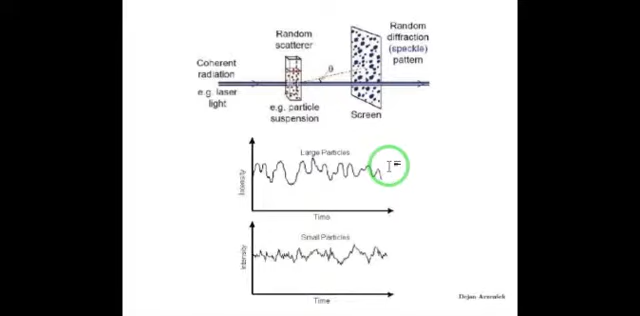 Random
scatterer
Random
diffraction
(speckle)
pattern
Coherent
radiation
e.g. laser
light
θ
e.g. particle
suspension
Screen
Large Particles
Intensity
Time
Small Particles
Intensity
Time
Dejan Arzenšek